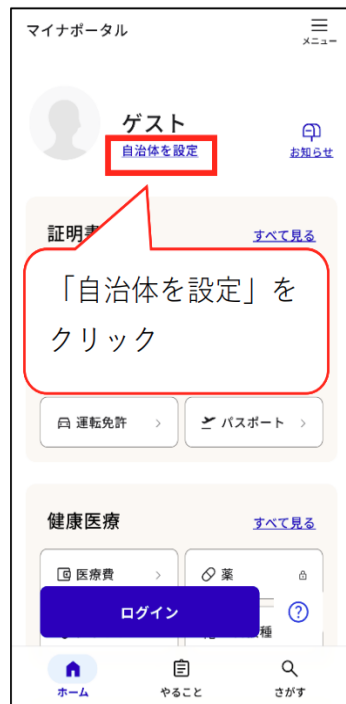 マイナポータル
メニュー
ゲスト
自治体を設定
お知らせ
証明書
すべて見る
「自治体を設定」を
クリック
運転免許
パスポート
健康医療
すべて見る
医療費
薬
ログイン
種
ホーム
やること
さがす